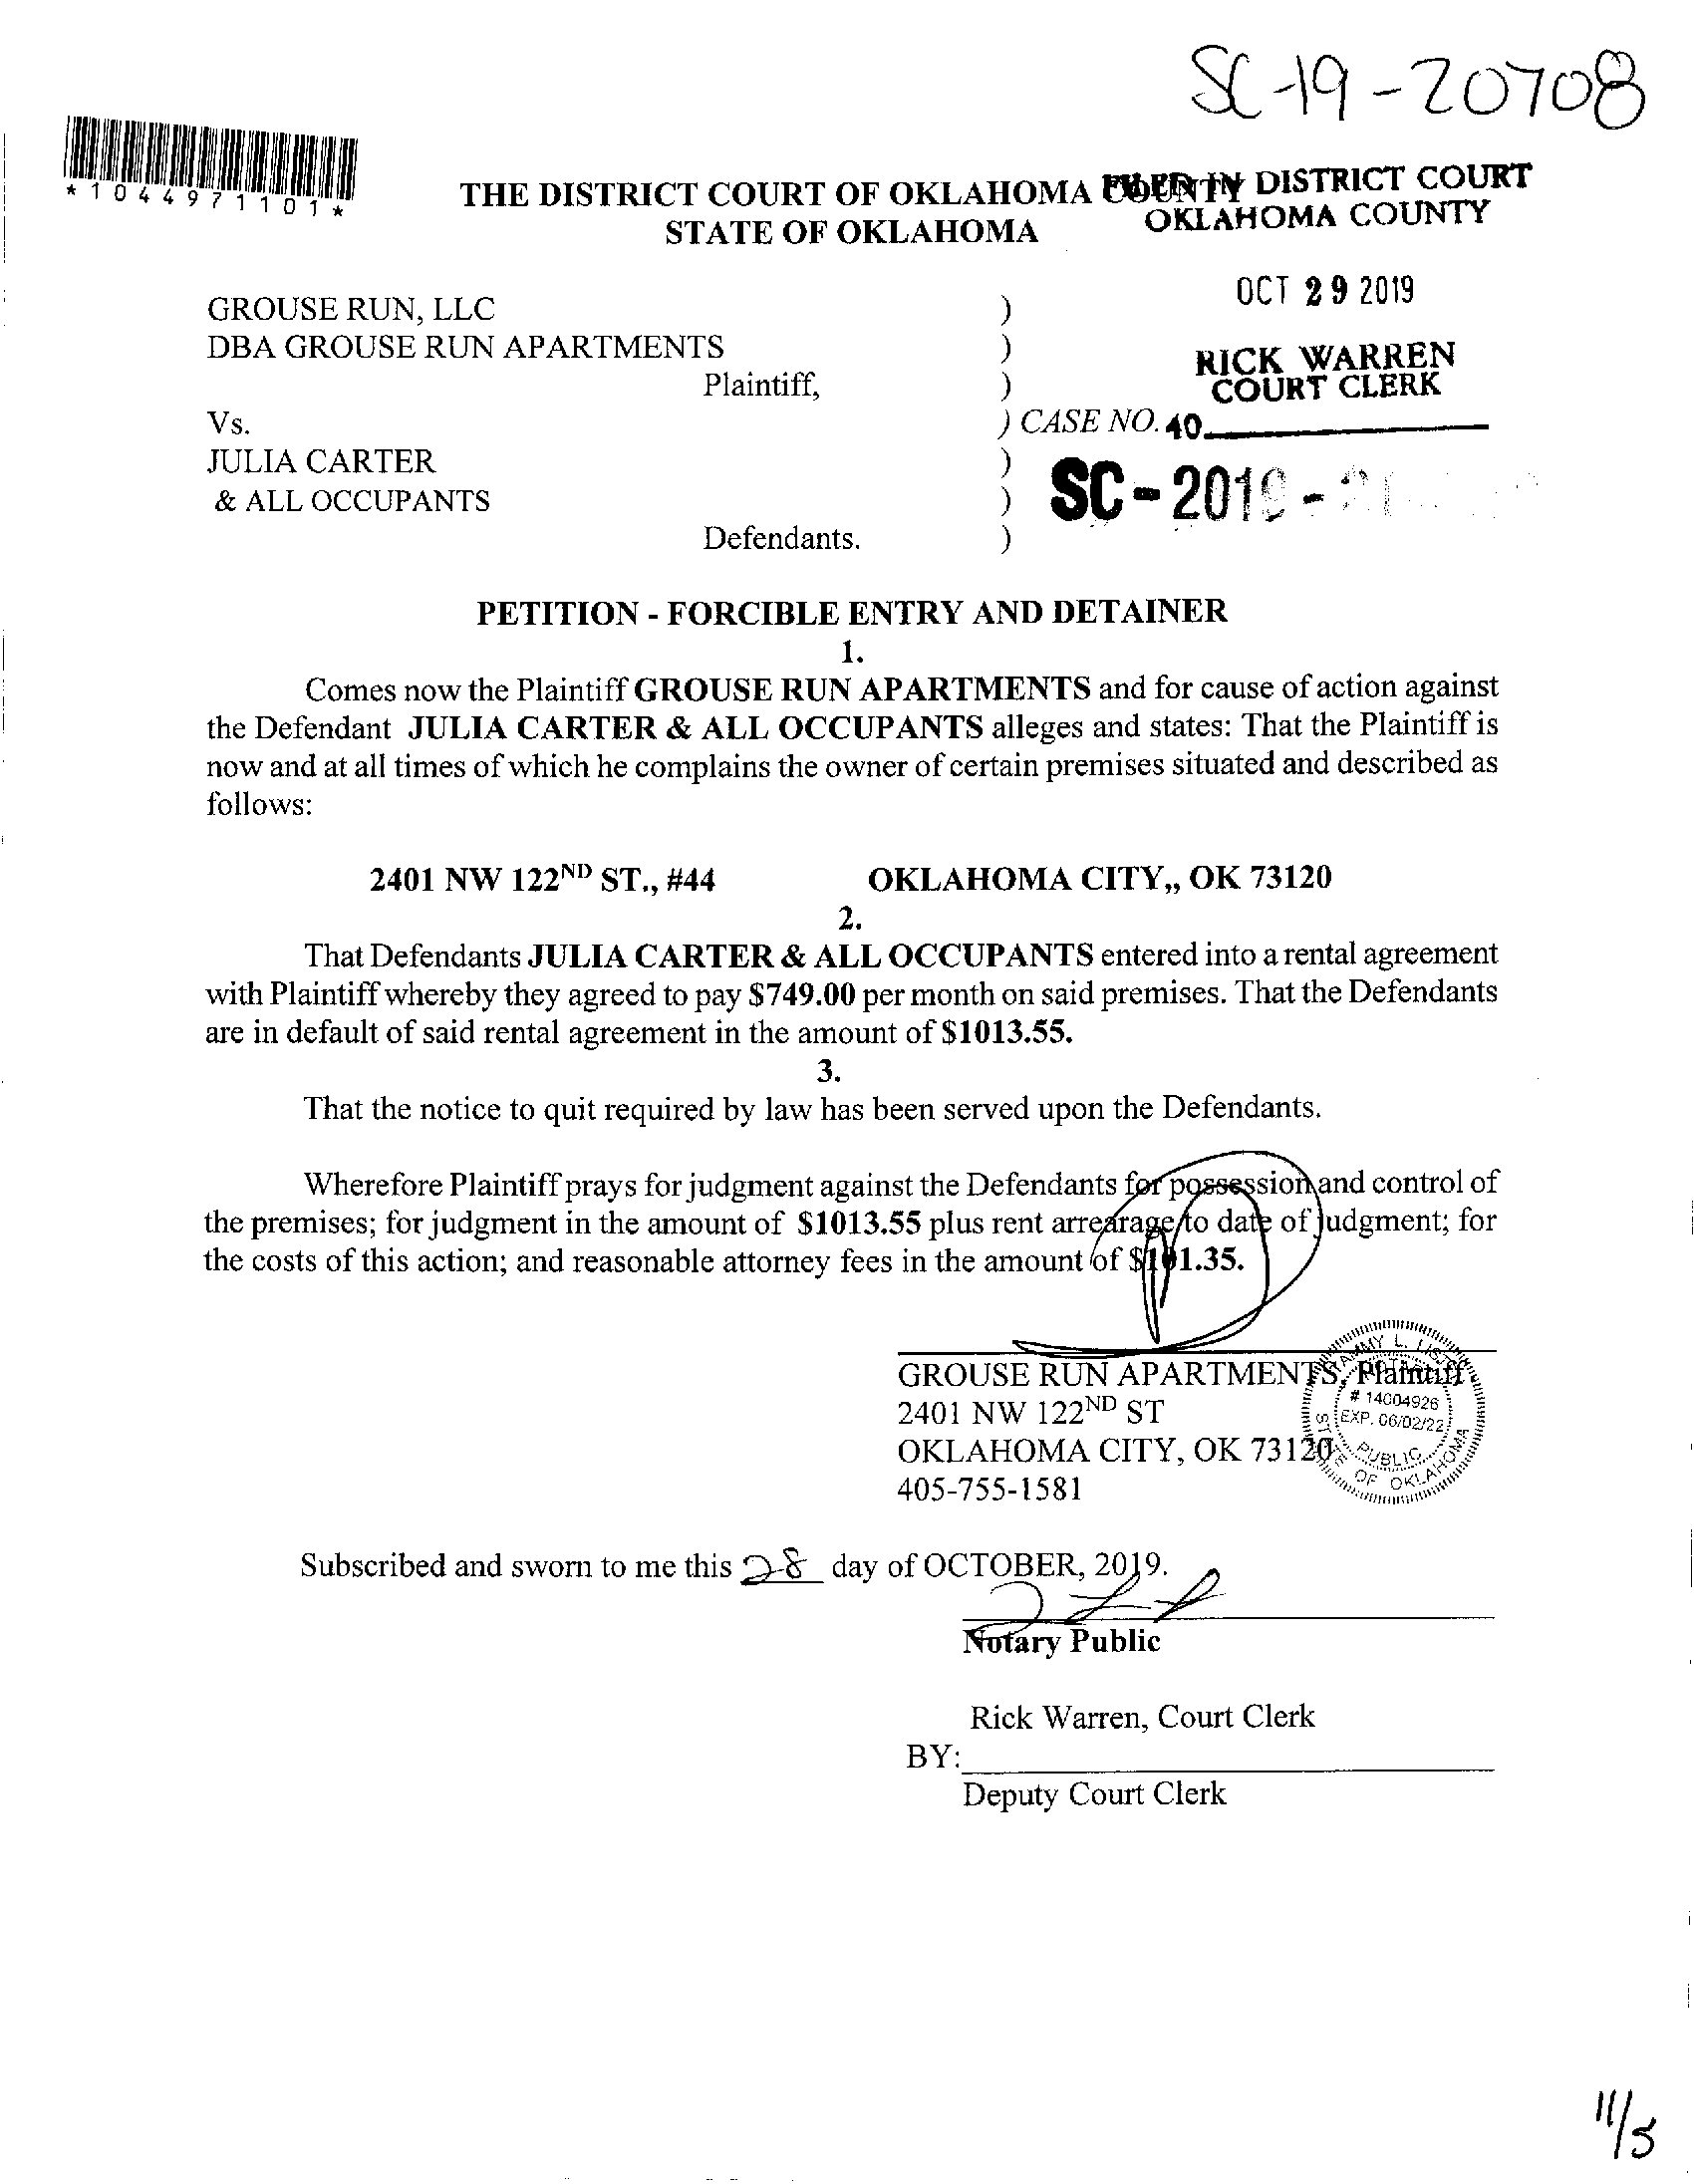 SC-19-20708
*1044971101*
THE DISTRICT COURT OF OKLAHOMA COUNTY
FILED IN DISTRICT COURT
STATE OF OKLAHOMA
OKLAHOMA COUNTY
OCT 29 2019
GROUSE RUN, LLC )
DBA GROUSE RUN APARTMENTS )
RICK WARREN
COURT CLERK
Plaintiff, )
Vs. ) CASE NO. 40
JULIA CARTER )
& ALL OCCUPANTS ) SC-2019-
Defendants. )
PETITION - FORCIBLE ENTRY AND DETAINER
1.
Comes now the Plaintiff GROUSE RUN APARTMENTS and for cause of action against
the Defendant JULIA CARTER & ALL OCCUPANTS alleges and states: That the Plaintiff is
now and at all times of which he complains the owner of certain premises situated and described as
follows:
2401 NW 122ND ST., #44 OKLAHOMA CITY,, OK 73120
2.
That Defendants JULIA CARTER & ALL OCCUPANTS entered into a rental agreement
with Plaintiff whereby they agreed to pay $749.00 per month on said premises. That the Defendants
are in default of said rental agreement in the amount of $1013.55.
3.
That the notice to quit required by law has been served upon the Defendants.
Wherefore Plaintiff prays for judgment against the Defendants for possession and control of
the premises; for judgment in the amount of $1013.55 plus rent arrearage to date of judgment; for
the costs of this action; and reasonable attorney fees in the amount of $101.35.
GROUSE RUN APARTMENTS, Plaintiff
2401 NW 122ND ST
OKLAHOMA CITY, OK 73120
405-755-1581
TAMMY L.
NOTARY
# 14004926
EXP. 06/02/22
PUBLIC
STATE OF OKLAHOMA
Subscribed and sworn to me this 28 day of OCTOBER, 2019.
Notary Public
Rick Warren, Court Clerk
BY:
Deputy Court Clerk
11/5